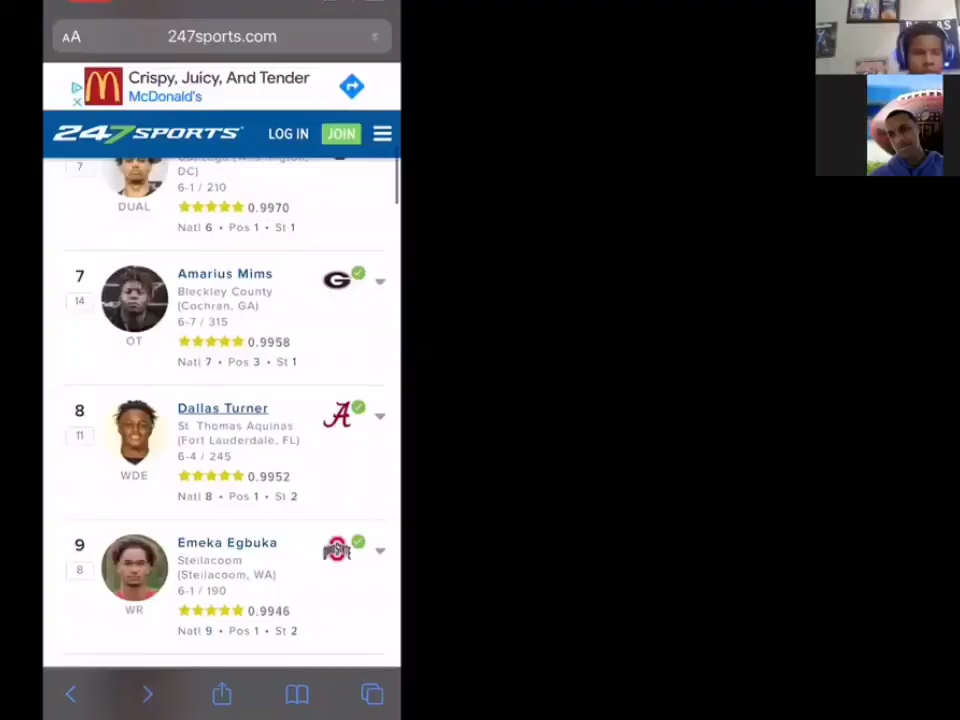 AA 247sports.com
Crispy, Juicy, And Tender
McDonald's
247SPORTS LOG IN JOIN
7
DC)
6-1 / 210
DUAL
0.9970
Natl 6 • Pos 1 • St 1
7
Amarius Mims
14
Bleckley County
(Cochran, GA)
6-7 / 315
OT
0.9958
Natl 7 • Pos 3 • St 1
8
Dallas Turner
11
St. Thomas Aquinas
(Fort Lauderdale, FL)
6-4 / 245
WDE
0.9952
Natl 8 • Pos 1 • St 2
9
Emeka Egbuka
8
Steilacoom
(Steilacoom, WA)
6-1 / 190
WR
0.9946
Natl 9 • Pos 1 • St 2
G
A
OHIO STATE